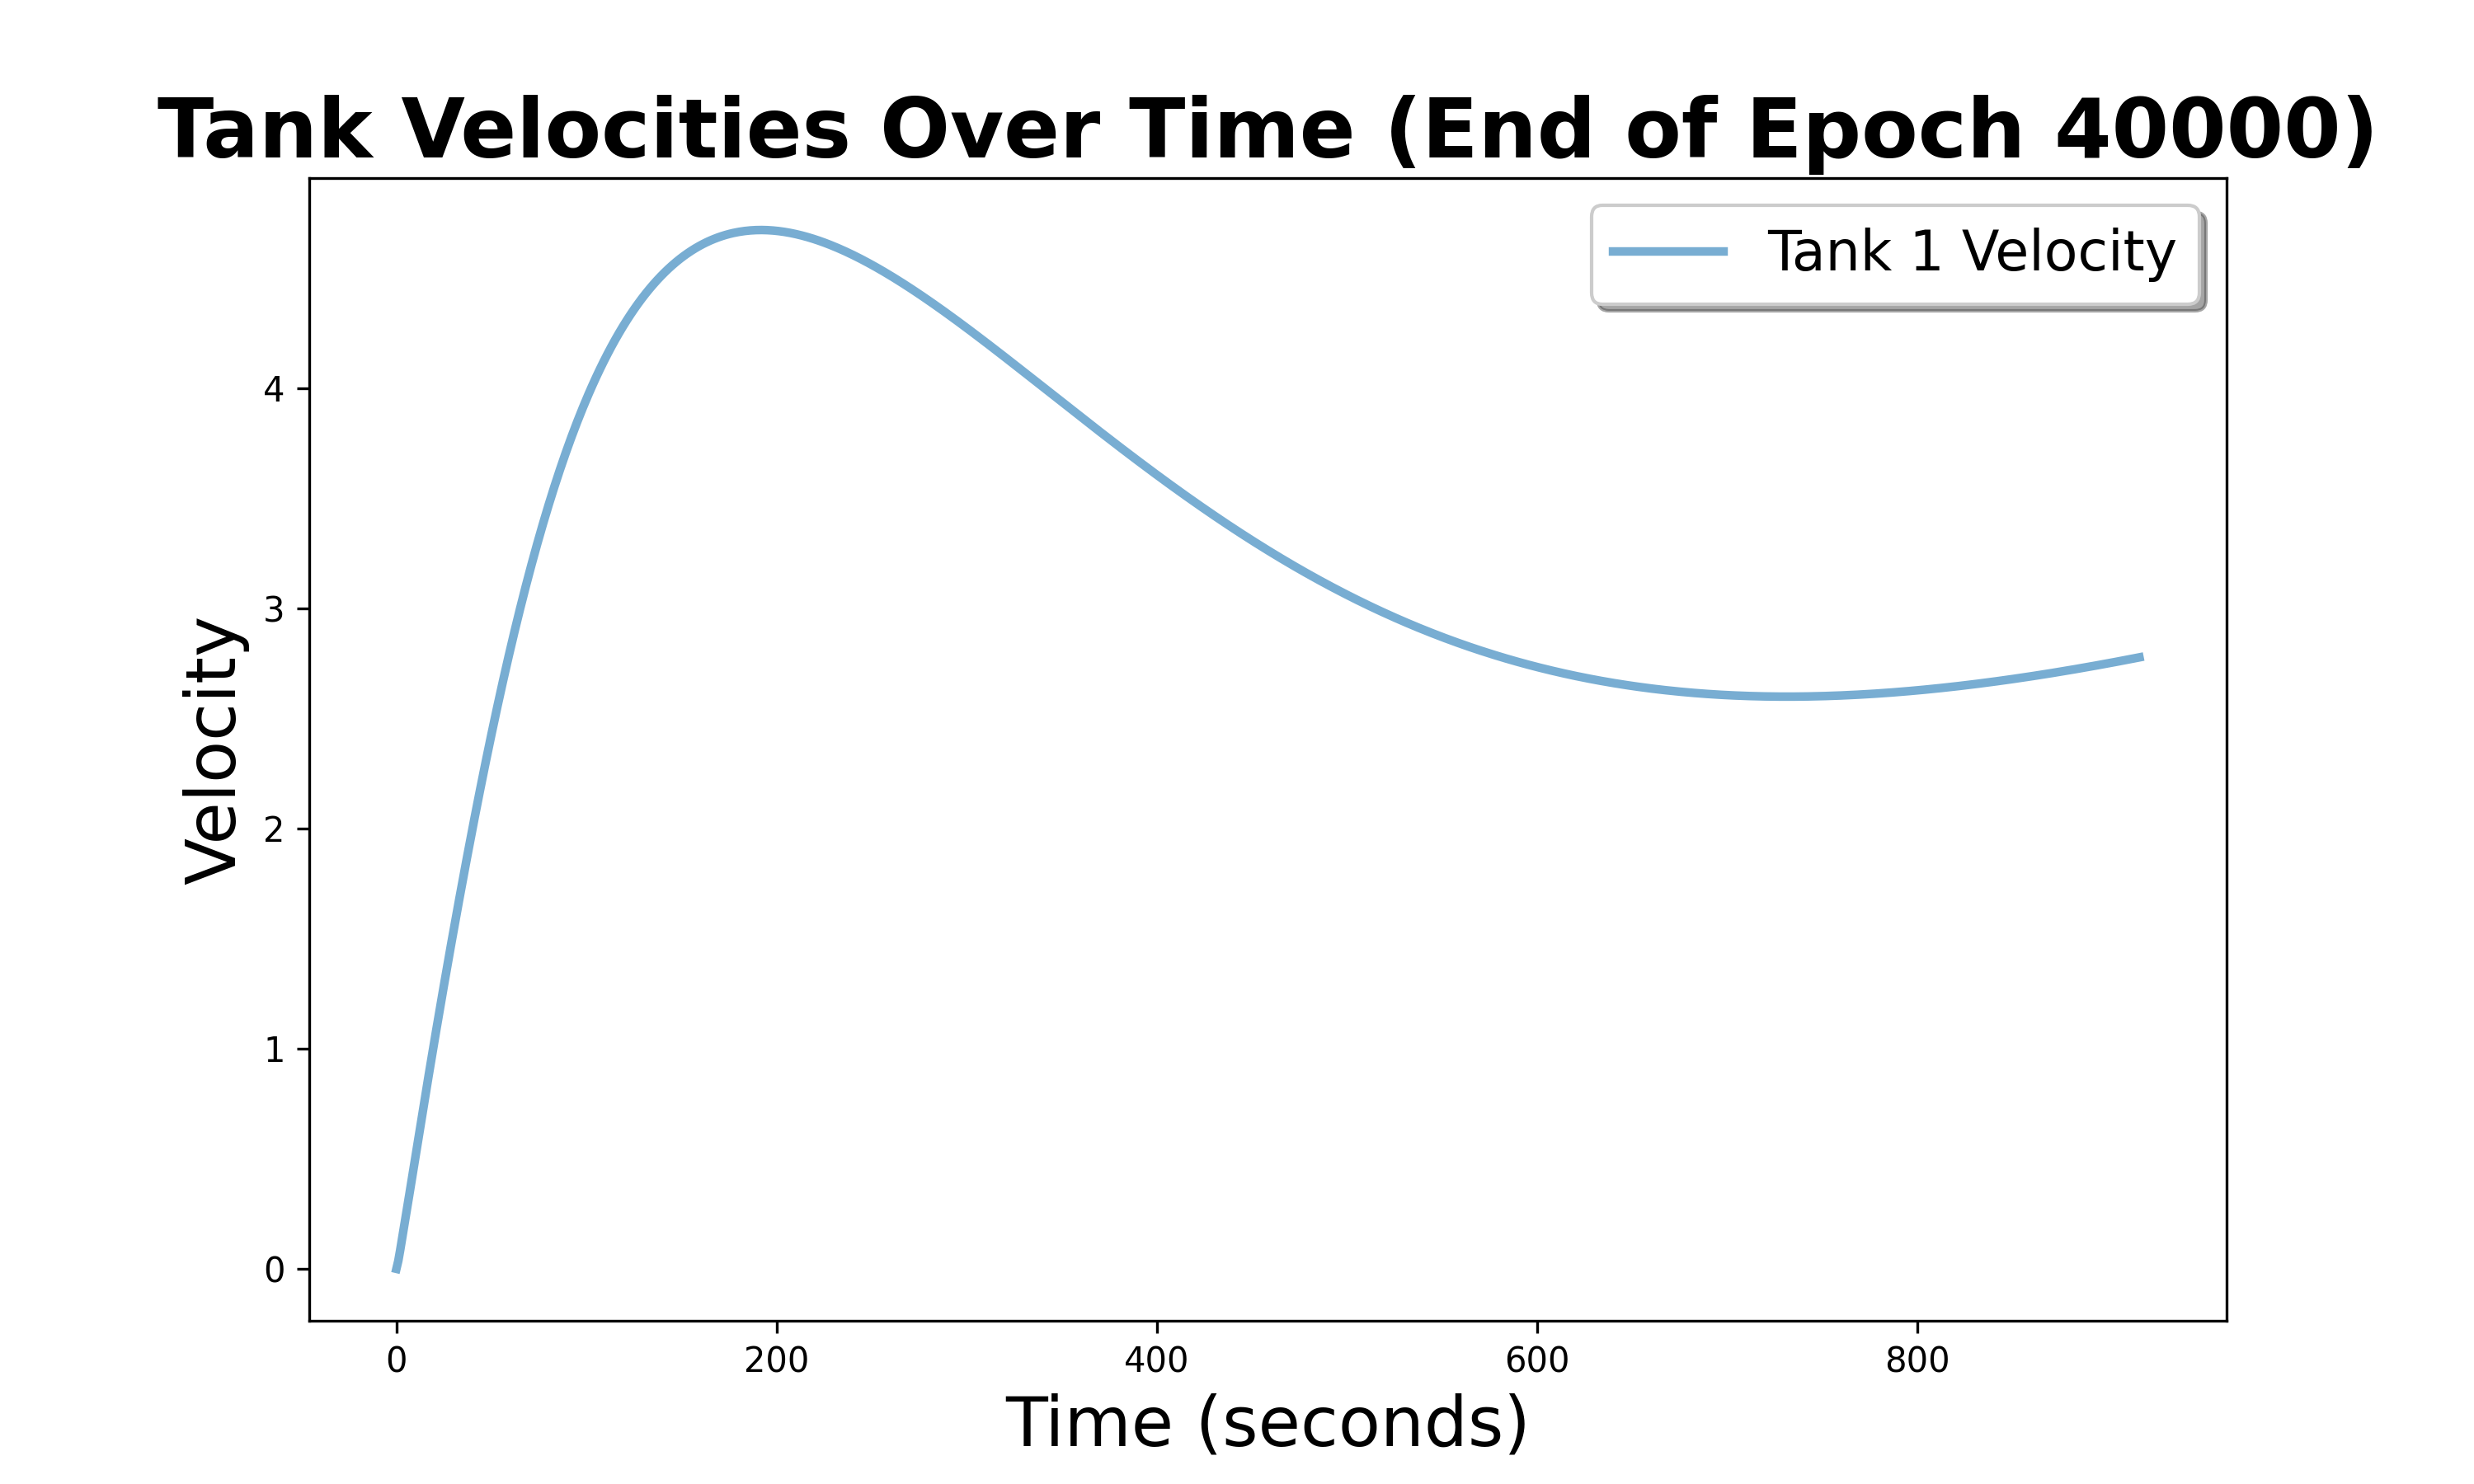 Tank Velocities Over Time (End of Epoch 40000)
Tank 1 Velocity
Velocity
4
3
2
1
0
0 200 400 600 800
Time (seconds)